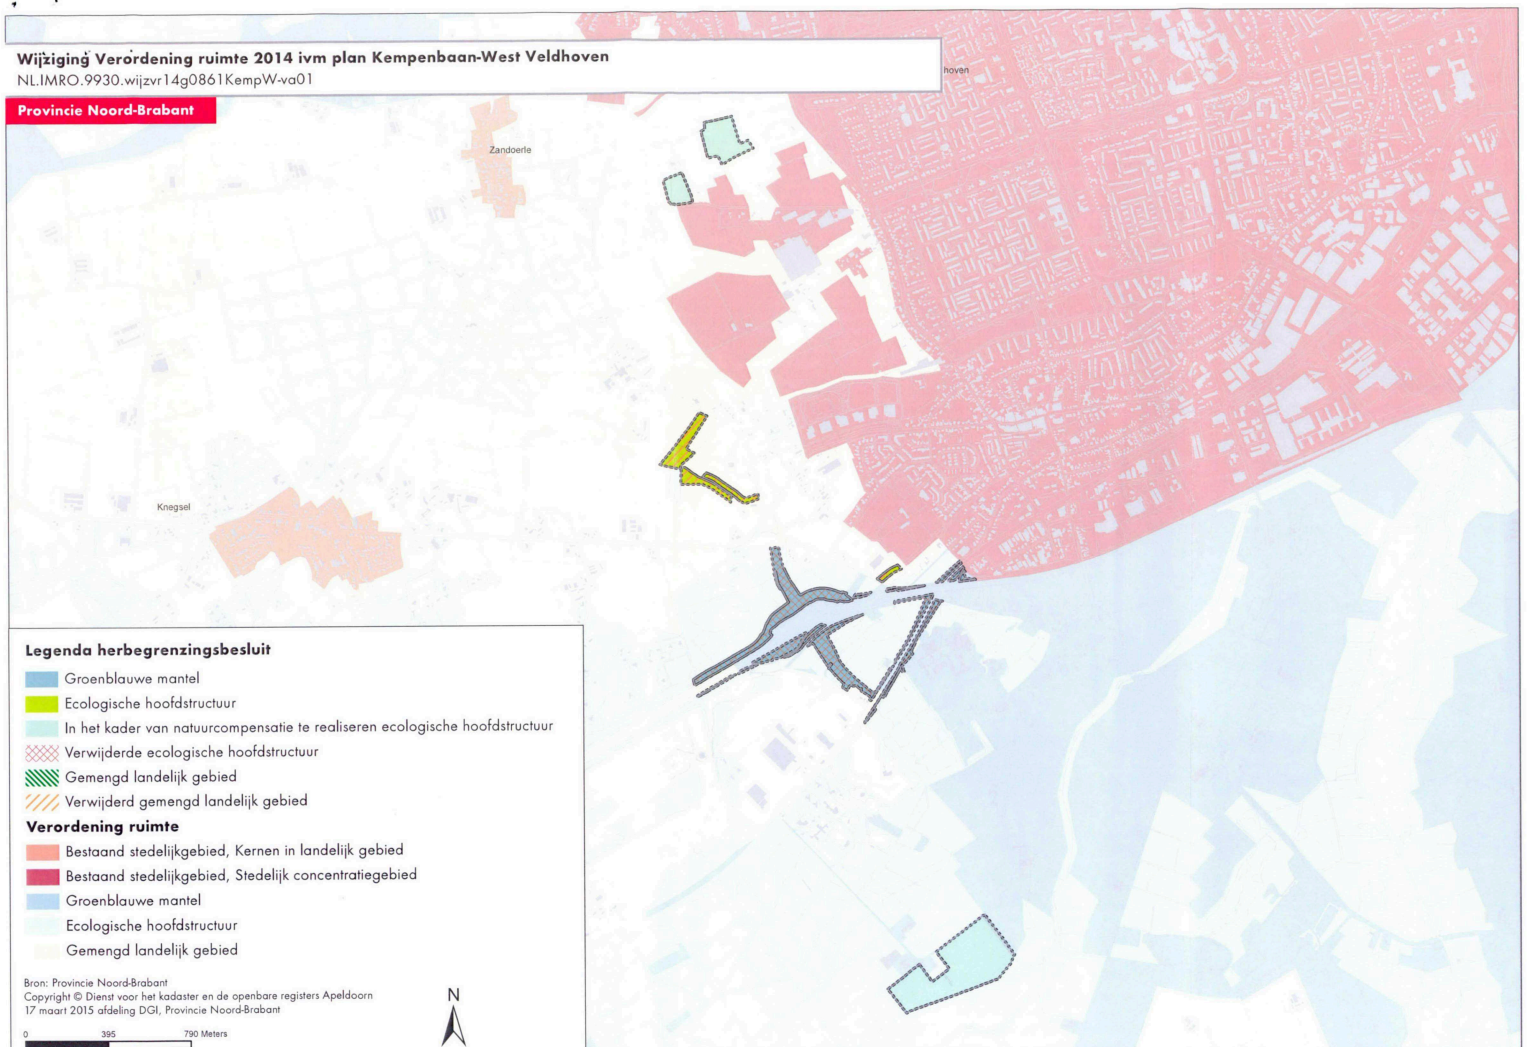 Wijziging Verordening ruimte 2014 ivm plan Kempenbaan-West Veldhoven
NL.IMRO.9930.wijzvr14g0861KempW-va01
hoven
Provincie Noord-Brabant
Zandoerle
Knegsel
Legenda herbegrenzingsbesluit
Groenblauwe mantel
Ecologische hoofdstructuur
In het kader van natuurcompensatie te realiseren ecologische hoofdstructuur
Verwijderde ecologische hoofdstructuur
Gemengd landelijk gebied
Verwijderd gemengd landelijk gebied
Verordening ruimte
Bestaand stedelijkgebied, Kernen in landelijk gebied
Bestaand stedelijkgebied, Stedelijk concentratiegebied
Groenblauwe mantel
Ecologische hoofdstructuur
Gemengd landelijk gebied
Bron: Provincie Noord-Brabant
Copyright © Dienst voor het kadaster en de openbare registers Apeldoorn
17 maart 2015 afdeling DGI, Provincie Noord-Brabant
N
0 395 790 Meters